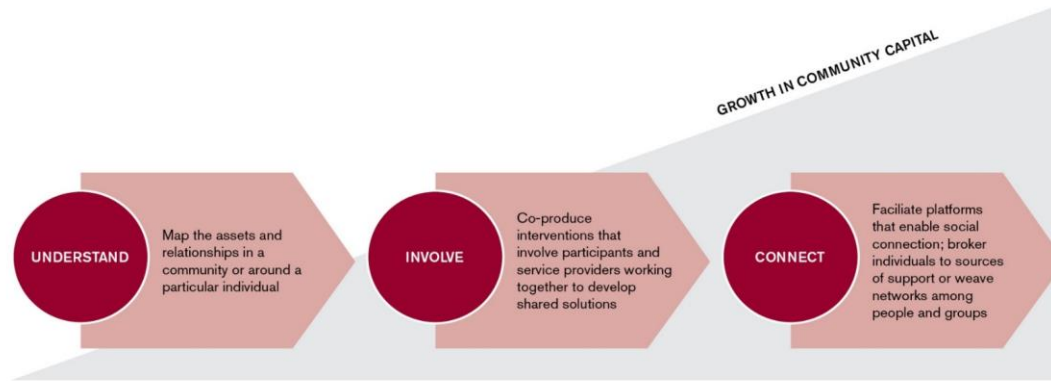 GROWTH IN COMMUNITY CAPITAL
UNDERSTAND
Map the assets and
relationships in a
community or around a
particular individual
INVOLVE
Co-produce
interventions that
involve participants and
service providers working
together to develop
shared solutions
CONNECT
Faciliate platforms
that enable social
connection; broker
individuals to sources
of support or weave
networks among
people and groups